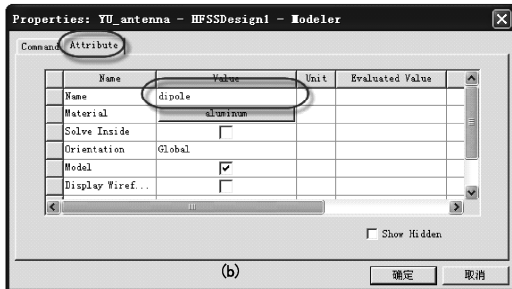 Properties: YU_antenna - HFSSDesign1 - Modeler
Command Attribute
Name Value Unit Evaluated Value
Name dipole
Material aluminum
Solve Inside
Orientation Global
Model
Display Wiref...
Show Hidden
(b) 确定 取消